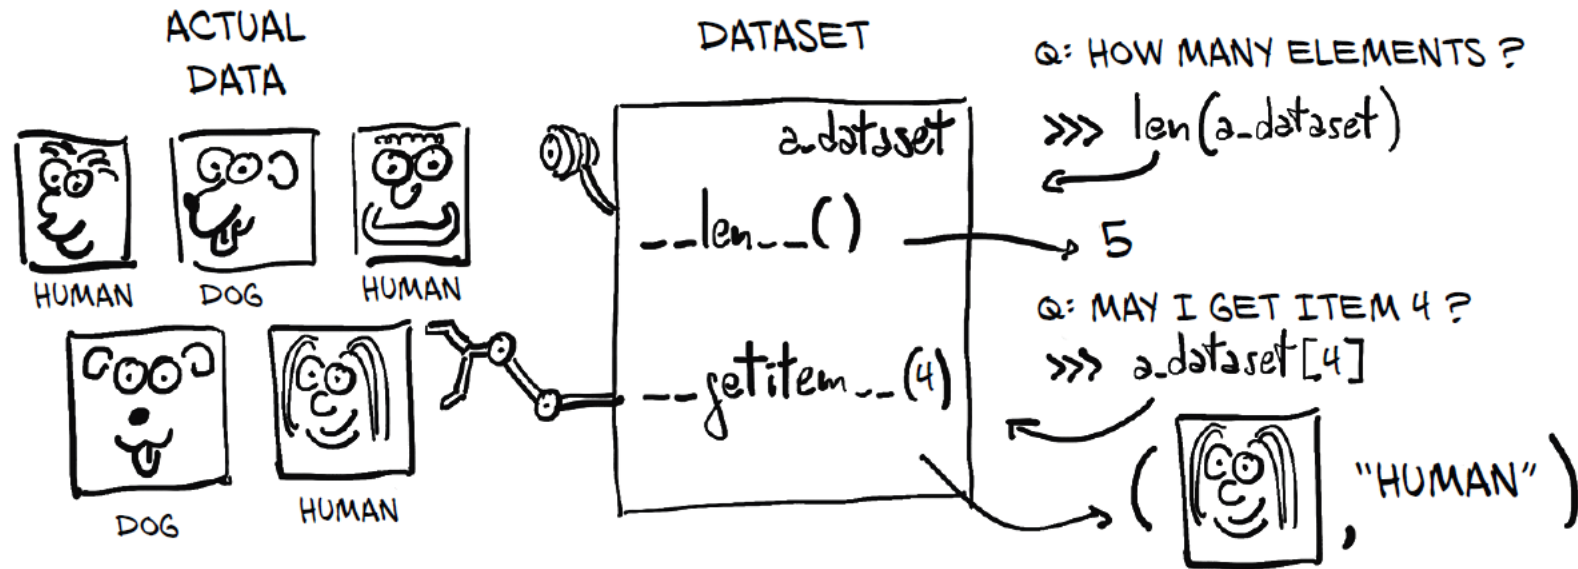 ACTUAL
DATA
HUMAN
DOG
HUMAN
DOG
HUMAN
DATASET
a_dataset
__len__()
__getitem__(4)
Q: HOW MANY ELEMENTS ?
>>> len(a_dataset)
5
Q: MAY I GET ITEM 4 ?
>>> a_dataset[4]
( , "HUMAN" )